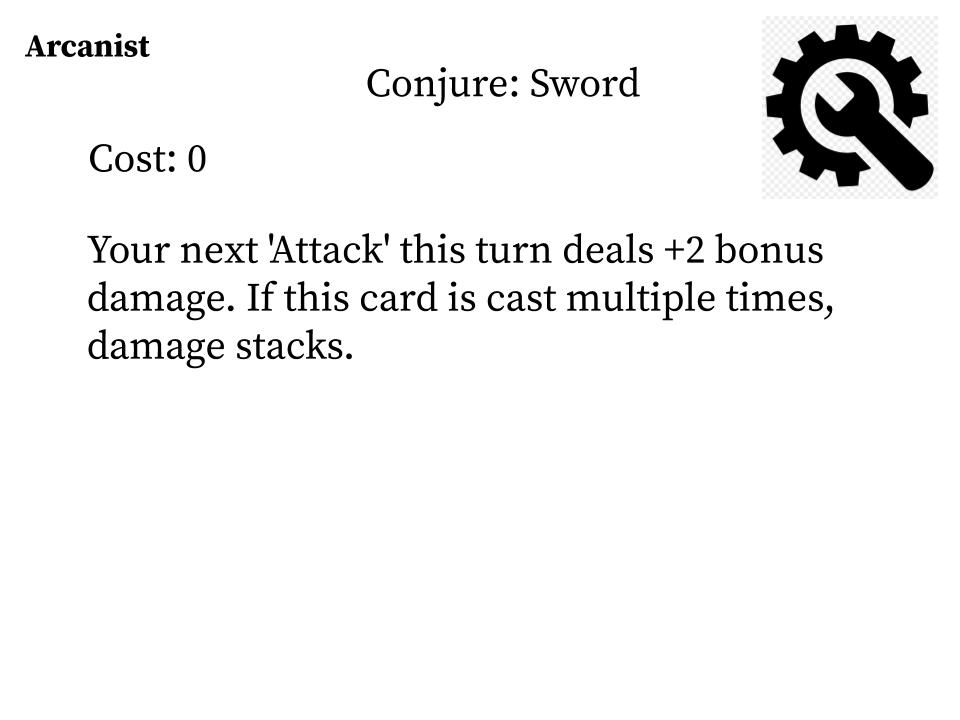 Arcanist
Conjure: Sword
Cost: 0
Your next 'Attack' this turn deals +2 bonus
damage. If this card is cast multiple times,
damage stacks.